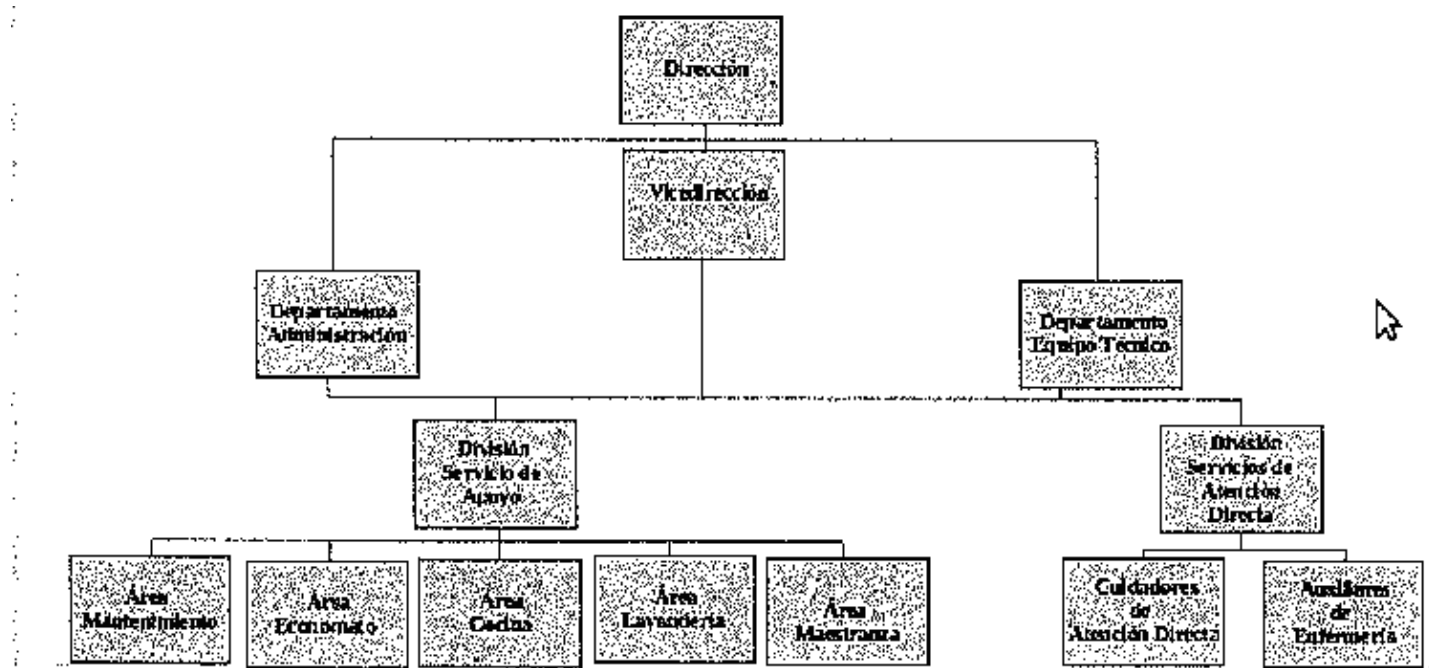 Dirección
Vicedirección
Departamento
Administración
Departamento
Equipo Técnico
División
Servicio de
Apoyo
División
Servicios de
Atención
Directa
Área
Mantenimiento
Área
Economato
Área
Cocina
Área
Lavandería
Área
Maestranza
Cuidadores
de
Atención Directa
Auxiliares
de
Enfermería